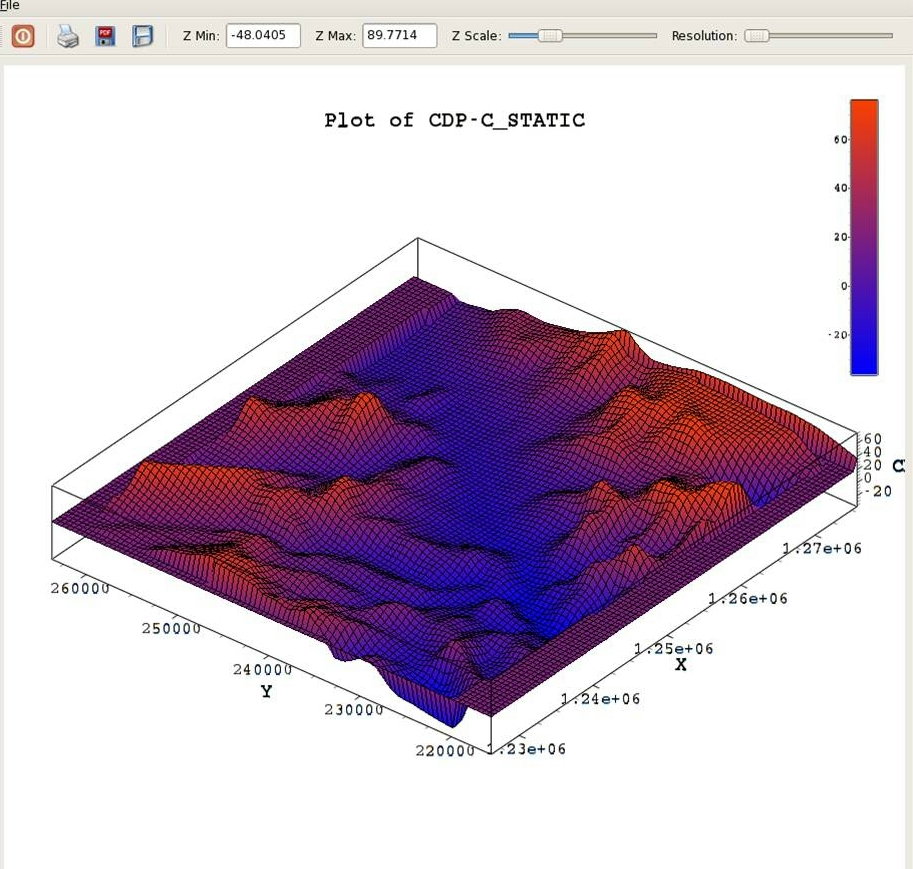 File
PDF
Z Min: -48.0405 Z Max: 89.7714 Z Scale: Resolution:
Plot of CDP-C_STATIC
60
40
20
0
-20
60
40
20
0
-20
1.27e+06
1.26e+06
1.25e+06
X
1.24e+06
1.23e+06
260000
250000
240000
Y
230000
220000